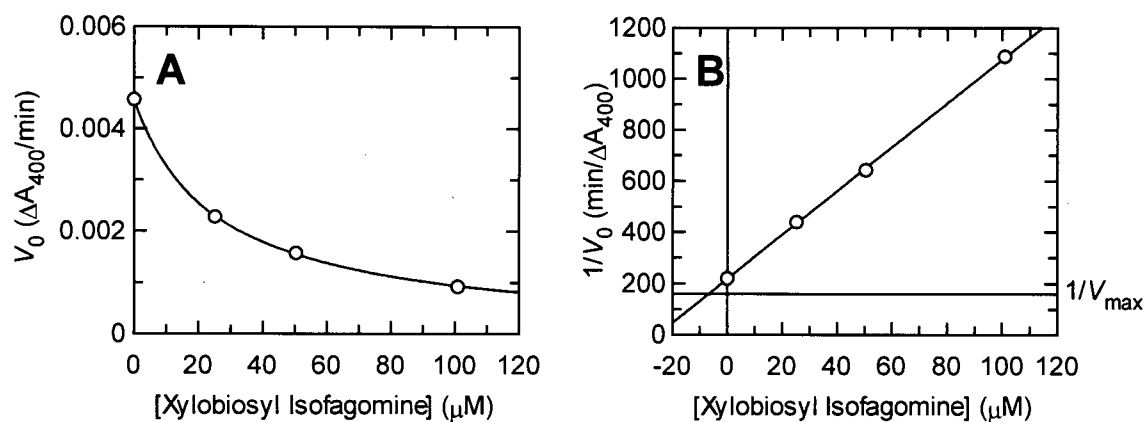 A
0.006
0.004
0.002
0
0 20 40 60 80 100 120
V0 (ΔA400/min)
[Xylobiosyl Isofagomine] (μM)
B
1200
1000
800
600
400
200
0
-20 0 20 40 60 80 100 120
1/V0 (min/ΔA400)
1/Vmax
[Xylobiosyl Isofagomine] (μM)